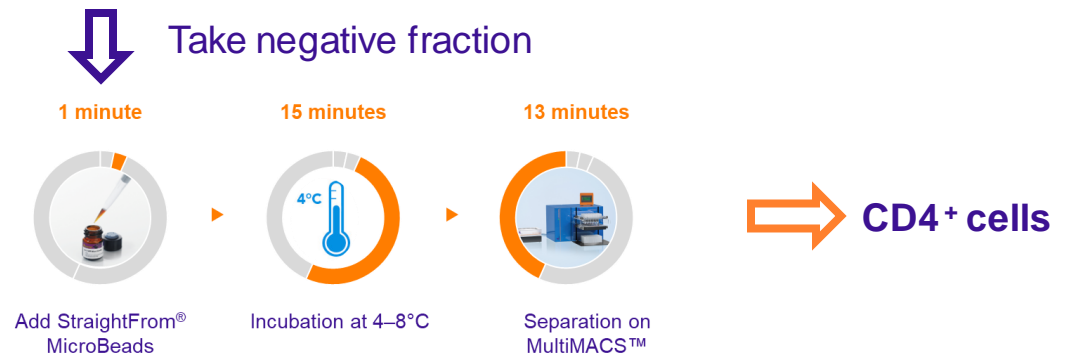 Take negative fraction
1 minute
15 minutes
13 minutes
4°C
Add StraightFrom®
MicroBeads
Incubation at 4–8°C
Separation on
MultiMACS™
CD4⁺ cells